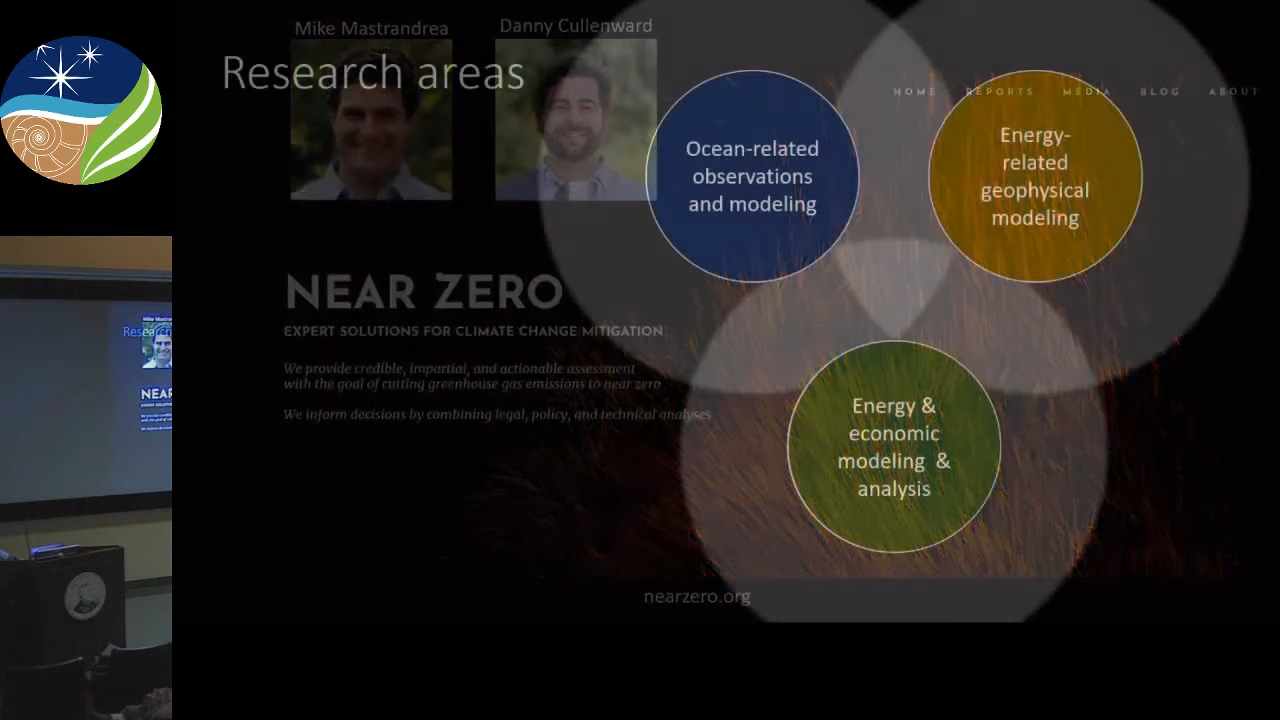 Mike Mastrandrea
Danny Cullenward
Research areas
HOME REPORTS MEDIA BLOG ABOUT
Ocean-related
observations
and modeling
Energy-
related
geophysical
modeling
NEAR ZERO
EXPERT SOLUTIONS FOR CLIMATE CHANGE MITIGATION
We provide credible, impartial, and actionable assessment
with the goal of cutting greenhouse gas emissions to near zero
We inform decisions by combining legal, policy, and technical analyses
Energy &
economic
modeling &
analysis
nearzero.org